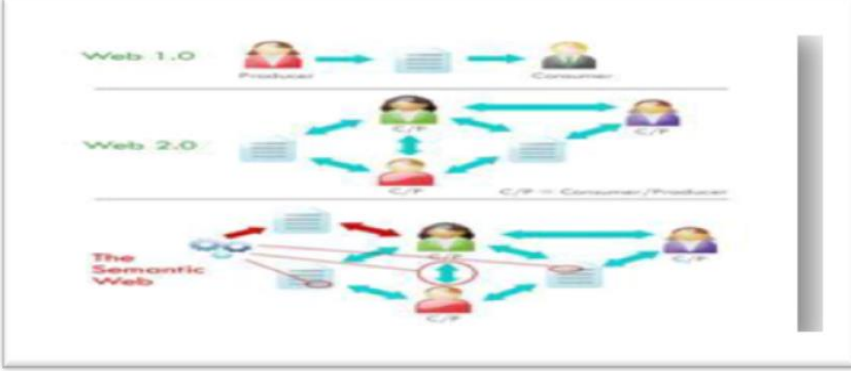 Web 1.0
Producer
Consumer
C/P
C/P
Web 2.0
C/P
C/P = Consumer/Producer
C/P
C/P
The
Semantic
Web
C/P